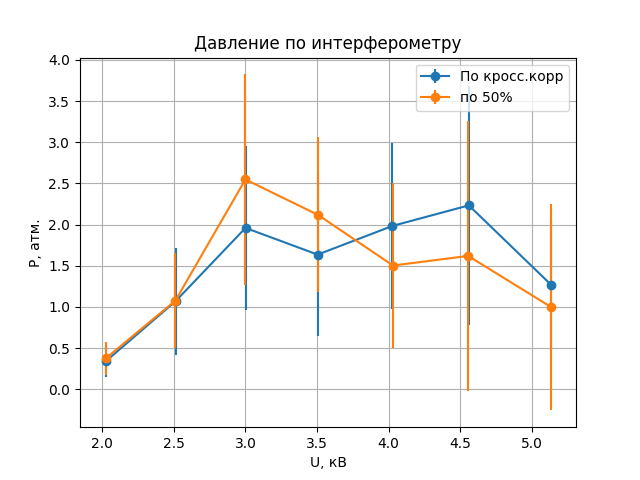 Давление по интерферометру
По кросс.корр
по 50%
4.0
3.5
3.0
2.5
2.0
1.5
1.0
0.5
0.0
P, атм.
2.0 2.5 3.0 3.5 4.0 4.5 5.0
U, кВ